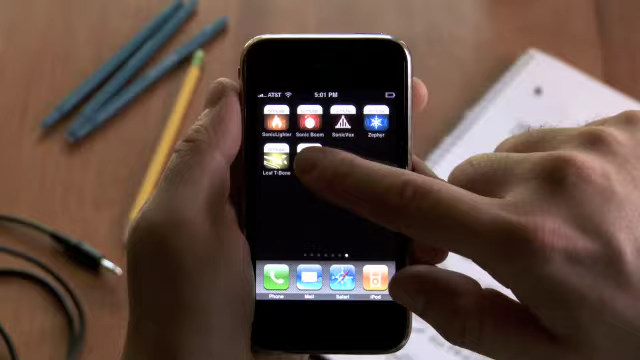 AT&T 5:01 PM
SonicLighter Sonic Boom SonicVox Zephyr
Leaf T-Bone
Phone Mail Safari iPod